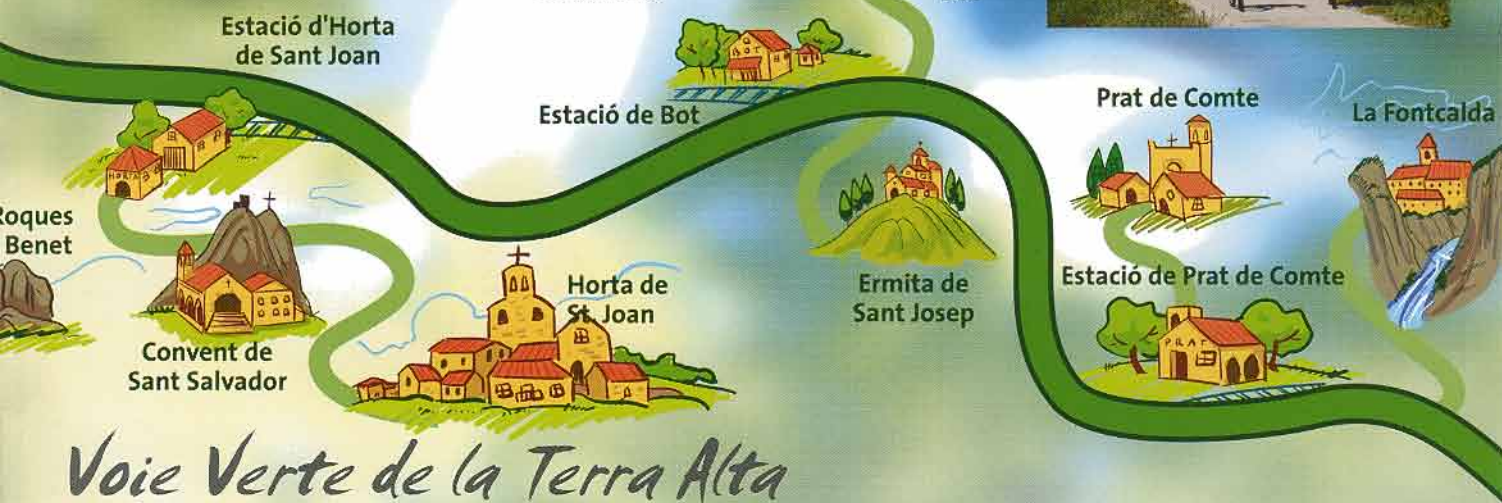 Estació d'Horta
de Sant Joan
BOT
Estació de Bot
Prat de Comte
La Fontcalda
HORTA
Roques
Benet
Convent de
Sant Salvador
Horta de
St. Joan
Ermita de
Sant Josep
Estació de Prat de Comte
PRAT
Voie Verte de la Terra Alta